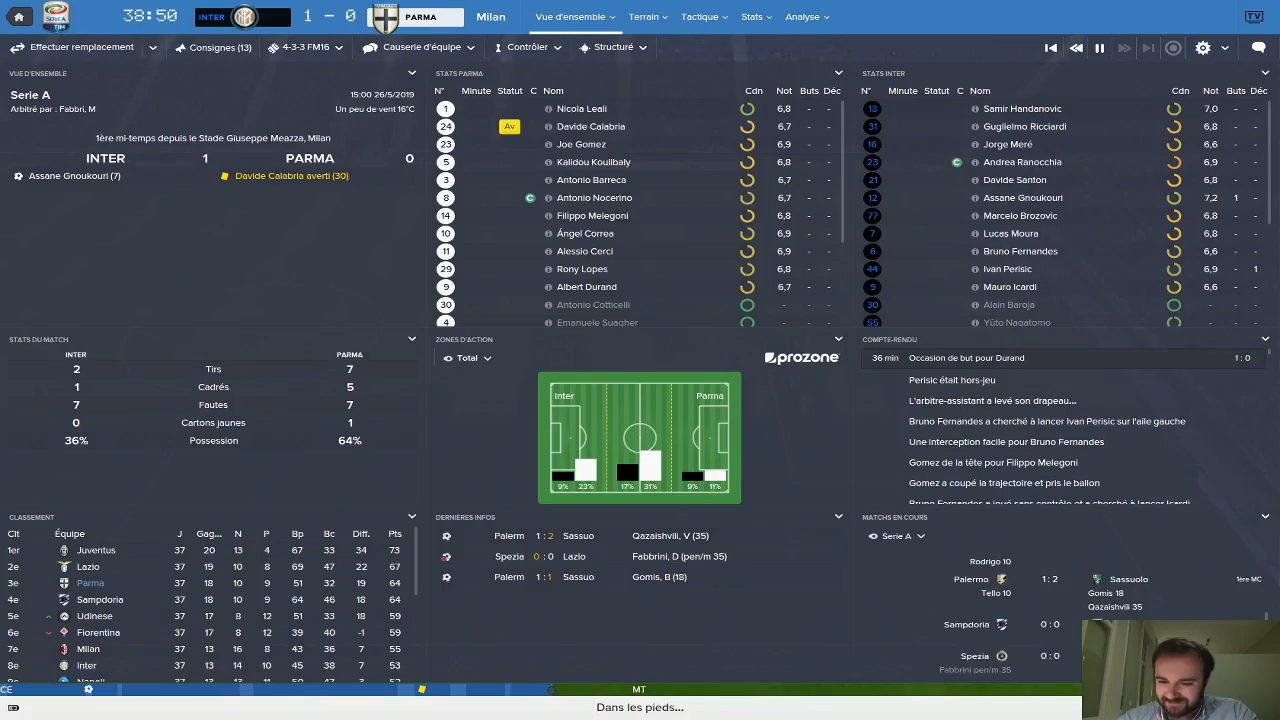 SERIE A TIM 38:50 INTER 1 – 0 PARMA Milan Vue d'ensemble Terrain Tactique Stats Analyse TV
Effectuer remplacement Consignes (13) 4-3-3 FM16 Causerie d'équipe Contrôler Structuré
VUE D'ENSEMBLE
Serie A 15:00 26/5/2019
Arbitré par : Fabbri, M Un peu de vent 16°C
1ère mi-temps depuis le Stade Giuseppe Meazza, Milan
INTER 1 PARMA 0
Assane Gnoukouri (7) Davide Calabria averti (30)
STATS PARMA
N° Minute Statut C Nom Cdn Not Buts Déc
1 Nicola Leali 6,8 - -
24 Av Davide Calabria 6,7 - -
23 Joe Gomez 6,9 - -
5 Kalidou Koulibaly 6,8 - -
3 Antonio Barreca 6,7 - -
8 C Antonio Nocerino 6,7 - -
14 Filippo Melegoni 6,8 - -
10 Ángel Correa 6,9 - -
11 Alessio Cerci 6,9 - -
29 Rony Lopes 6,8 - -
9 Albert Durand 6,7 - -
30 Antonio Cotticelli - - -
4 Emanuele Suagher - - -
STATS INTER
N° Minute Statut C Nom Cdn Not Buts Déc
13 Samir Handanovic 7,0 - -
31 Guglielmo Ricciardi 6,8 - -
16 Jorge Meré 6,6 - -
23 C Andrea Ranocchia 6,9 - -
21 Davide Santon 6,8 - -
12 Assane Gnoukouri 7,2 1 -
77 Marcelo Brozovic 6,8 - -
7 Lucas Moura 6,8 - -
6 Bruno Fernandes 6,6 - -
44 Ivan Perisic 6,9 - 1
9 Mauro Icardi 6,6 - -
30 Alain Baroja - - -
55 Yūto Nagatomo - - -
STATS DU MATCH
INTER PARMA
2 Tirs 7
1 Cadrés 5
7 Fautes 7
0 Cartons jaunes 1
36% Possession 64%
ZONES D'ACTION
Total prozone
Inter Parma
9% 23% 17% 31% 9% 11%
COMPTE-RENDU
36 min Occasion de but pour Durand 1 : 0
Perisic était hors-jeu
L'arbitre-assistant a levé son drapeau...
Bruno Fernandes a cherché à lancer Ivan Perisic sur l'aile gauche
Une interception facile pour Bruno Fernandes
Gomez de la tête pour Filippo Melegoni
Gomez a coupé la trajectoire et pris le ballon
Bruno Fernandes a joué sans contrôle et a cherché à lancer Icardi
CLASSEMENT
Clt Équipe J Gag... N P Bp Bc Diff. Pts
1er Juventus 37 20 13 4 67 33 34 73
2e Lazio 37 19 10 8 69 47 22 67
3e Parma 37 18 10 9 51 32 19 64
4e Sampdoria 37 18 10 9 64 46 18 64
5e Udinese 37 17 8 12 51 33 18 59
6e Fiorentina 37 17 8 12 39 40 -1 59
7e Milan 37 13 16 8 43 36 7 55
8e Inter 37 13 14 10 45 38 7 53
DERNIÈRES INFOS
Palerm 1 : 2 Sassuo Qazaishvili, V (35)
Spezia 0 : 0 Lazio Fabbrini, D (pen/m 35)
Palerm 1 : 1 Sassuo Gomis, B (18)
MATCHS EN COURS
Serie A
Rodrigo 10
Palermo 1 : 2 Sassuolo 1ère MC
Tello 10 Gomis 18
Qazaishvili 35
Sampdoria 0 : 0
Spezia 0 : 0
Fabbrini pen/m 35
CE MT
Dans les pieds...